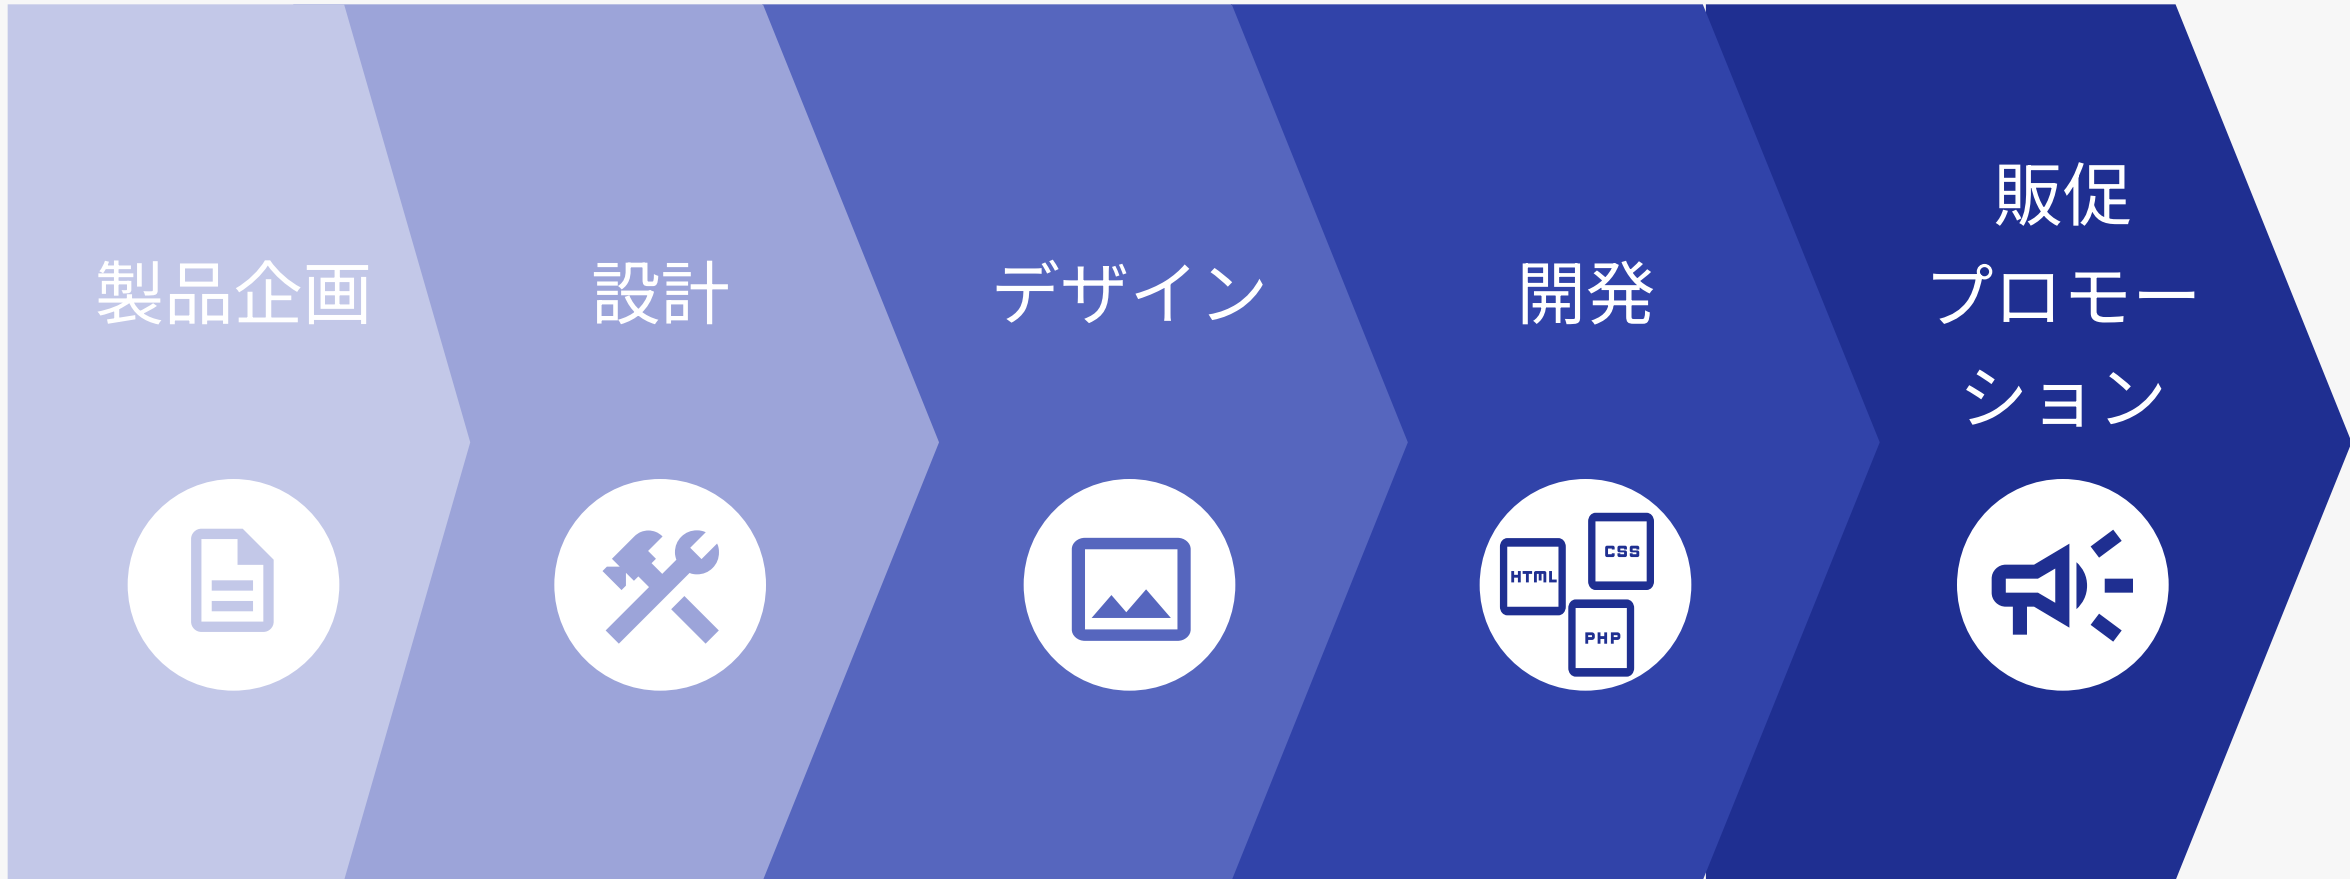 製品企画
設計
デザイン
開発
HTML
CSS
PHP
販促
プロモー
ション